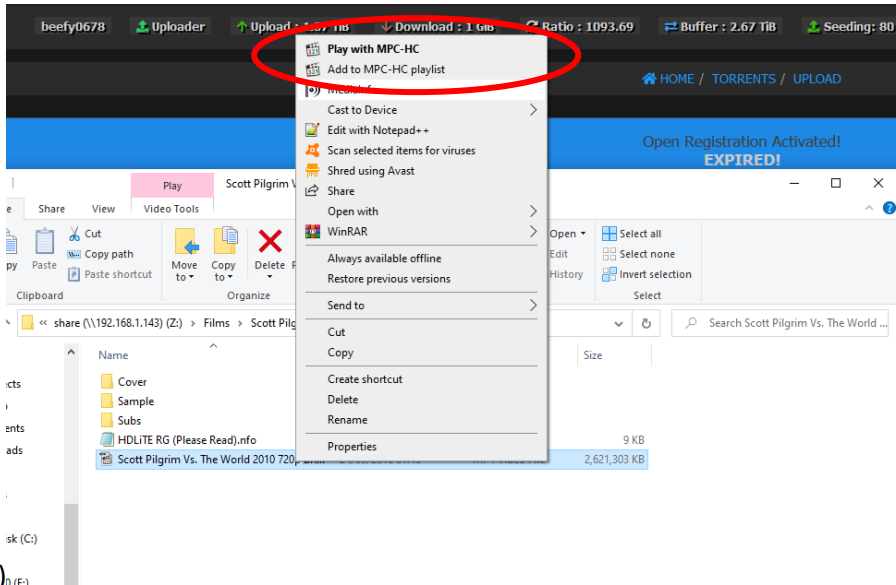 beefy0678 Uploader Upload : 1.07 TiB Download : 1 GiB Ratio : 1093.69 Buffer : 2.67 TiB Seeding: 80
Play with MPC-HC
Add to MPC-HC playlist
HOME / TORRENTS / UPLOAD
Cast to Device
Edit with Notepad++
Open Registration Activated!
Scan selected items for viruses
EXPIRED!
Shred using Avast
Play Scott Pilgrim
Share
Share View Video Tools
Open with
WinRAR
Cut
Copy path
Paste shortcut
Paste
Move to
Copy to
Delete
Open
Select all
Edit
Select none
History
Invert selection
Clipboard Organize Select
Always available offline
Restore previous versions
Send to
« share (\\192.168.1.143) (Z:) › Films › Scott Pilg
Search Scott Pilgrim Vs. The World ...
Cut
Copy
Name Size
Create shortcut
Delete
Rename
Properties
Cover
Sample
Subs
HDLiTE RG (Please Read).nfo 9 KB
Scott Pilgrim Vs. The World 2010 720p 2,621,303 KB